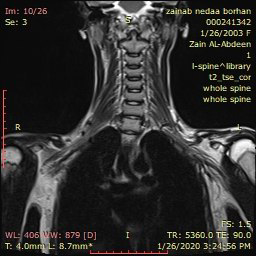 Im: 10/26
Se: 3
S
zainab nedaa borhan
000241342
1/26/2003 F
Zain AL-Abdeen
1
l-spine^library
t2_tse_cor
whole spine
whole spine
R
L
WL: 406 WW: 879 [D]
T: 4.0mm L: 8.7mm*
I
FS: 1.5
TR: 5360.0 TE: 90.0
1/26/2020 3:24:56 PM